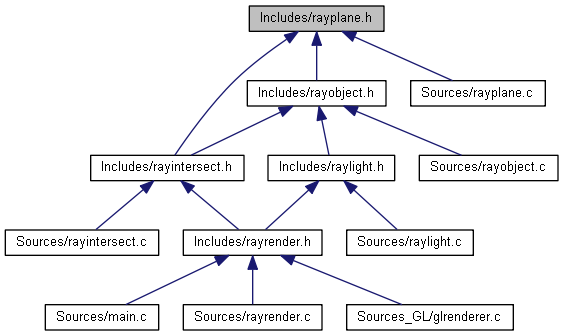 Includes/rayplane.h
Includes/rayobject.h
Sources/rayplane.c
Includes/rayintersect.h
Includes/raylight.h
Sources/rayobject.c
Sources/rayintersect.c
Includes/rayrender.h
Sources/raylight.c
Sources/main.c
Sources/rayrender.c
Sources_GL/glrenderer.c